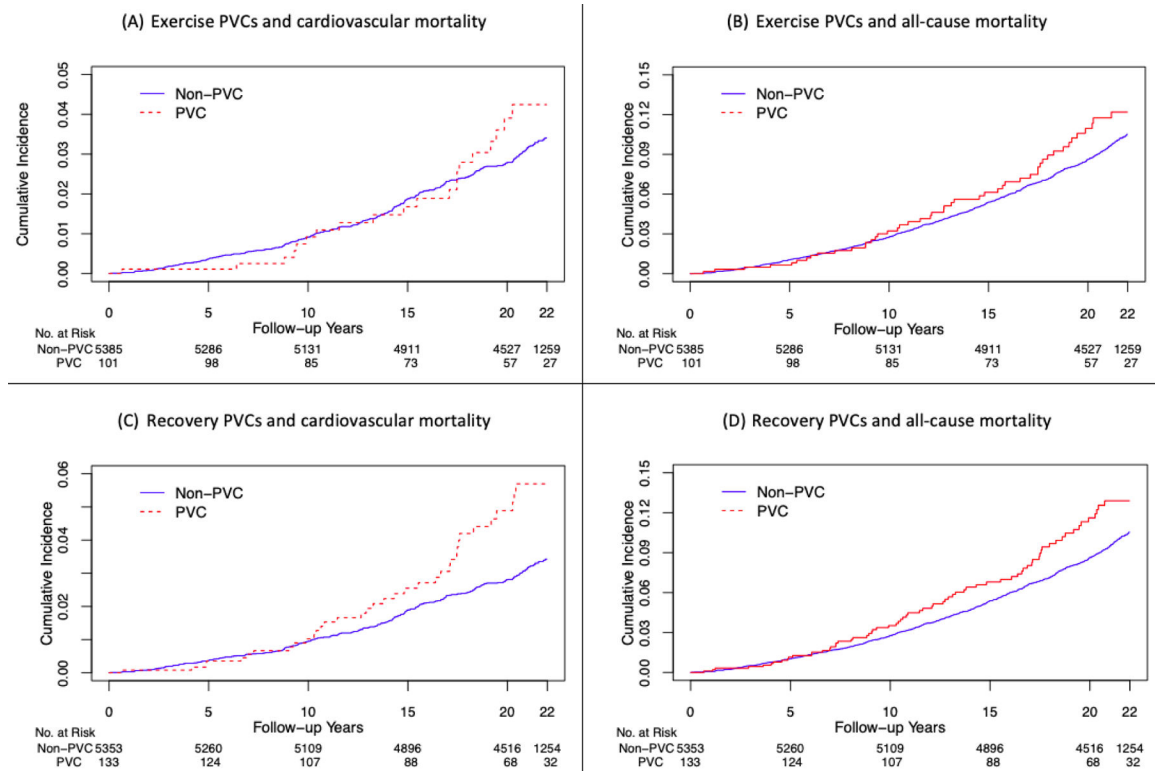 (A) Exercise PVCs and cardiovascular mortality
0.05
0.04
0.03
0.02
0.01
0.00
Cumulative Incidence
Non−PVC
PVC
0 5 10 15 20 22
Follow−up Years
No. at Risk
Non−PVC 5385 5286 5131 4911 4527 1259
PVC 101 98 85 73 57 27
(B) Exercise PVCs and all-cause mortality
0.15
0.12
0.09
0.06
0.03
0.00
Cumulative Incidence
Non−PVC
PVC
0 5 10 15 20 22
Follow−up Years
No. at Risk
Non−PVC 5385 5286 5131 4911 4527 1259
PVC 101 98 85 73 57 27
(C) Recovery PVCs and cardiovascular mortality
0.06
0.04
0.02
0.00
Cumulative Incidence
Non−PVC
PVC
0 5 10 15 20 22
Follow−up Years
No. at Risk
Non−PVC 5353 5260 5109 4896 4516 1254
PVC 133 124 107 88 68 32
(D) Recovery PVCs and all-cause mortality
0.15
0.12
0.09
0.06
0.03
0.00
Cumulative Incidence
Non−PVC
PVC
0 5 10 15 20 22
Follow−up Years
No. at Risk
Non−PVC 5353 5260 5109 4896 4516 1254
PVC 133 124 107 88 68 32